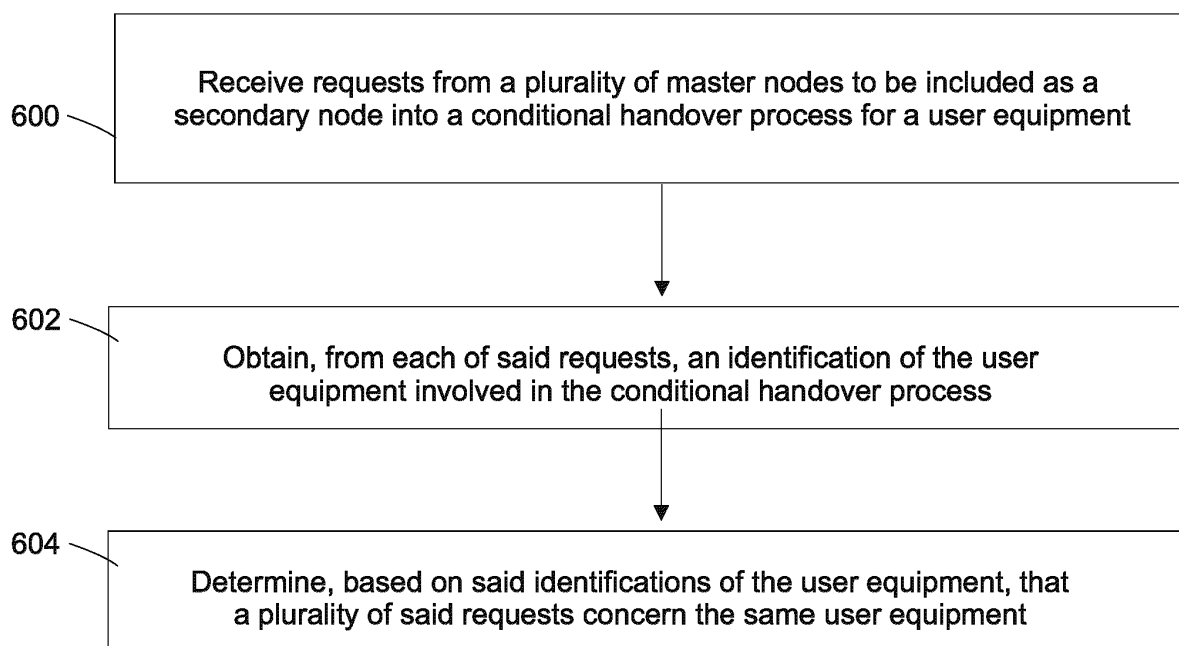 600
Receive requests from a plurality of master nodes to be included as a
secondary node into a conditional handover process for a user equipment
602
Obtain, from each of said requests, an identification of the user
equipment involved in the conditional handover process
604
Determine, based on said identifications of the user equipment, that
a plurality of said requests concern the same user equipment